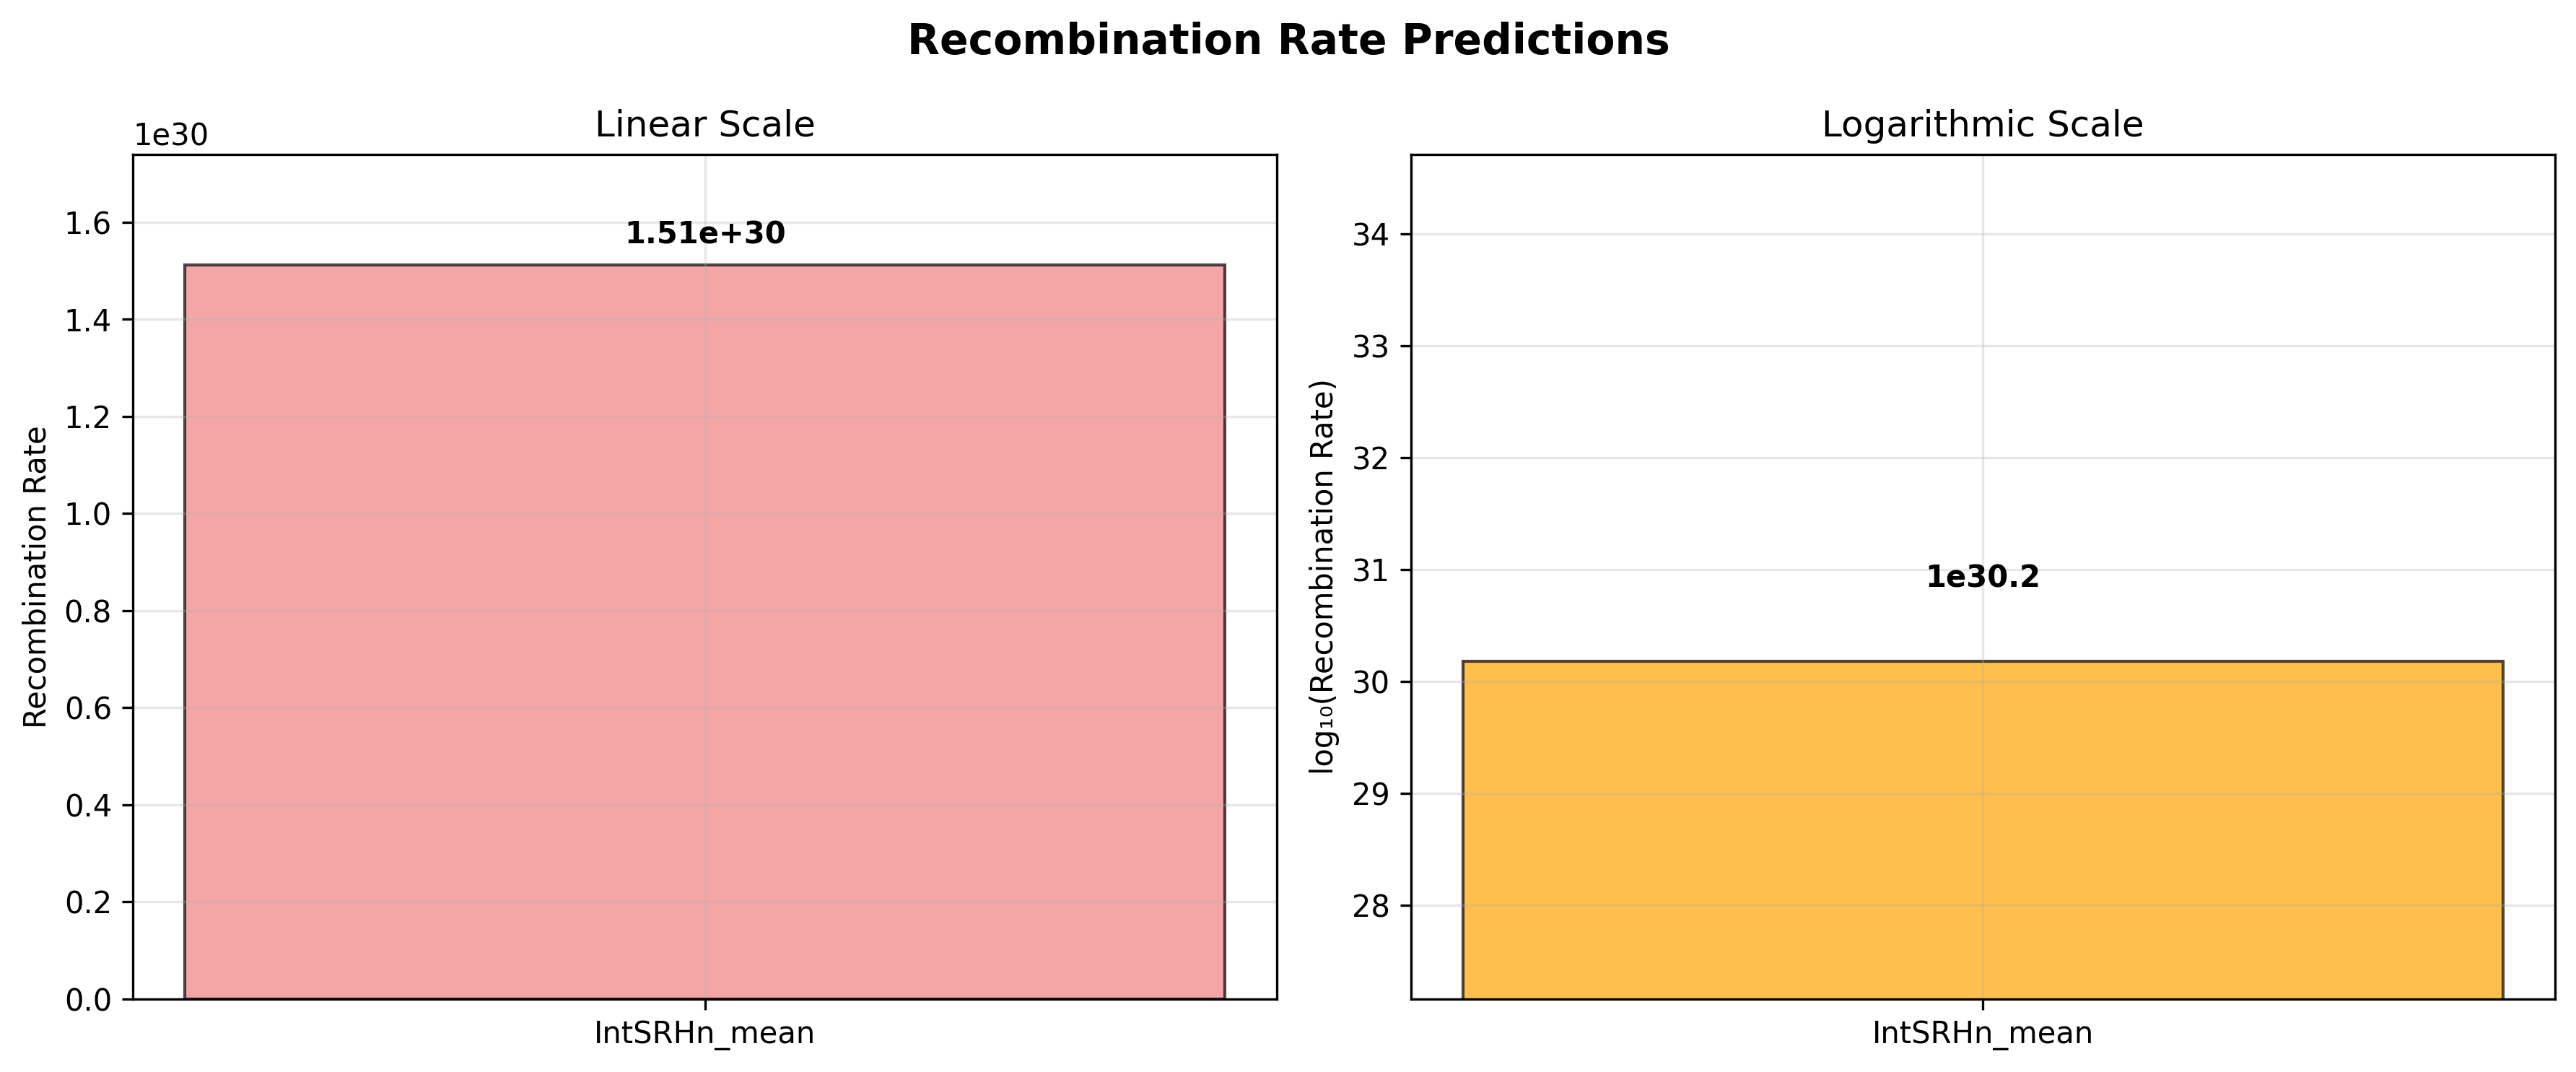 Recombination Rate Predictions
Linear Scale
1e30
1.6
1.4
1.2
1.0
0.8
0.6
0.4
0.2
0.0
Recombination Rate
1.51e+30
IntSRHn_mean
Logarithmic Scale
34
33
32
31
30
29
28
log₁₀(Recombination Rate)
1e30.2
IntSRHn_mean